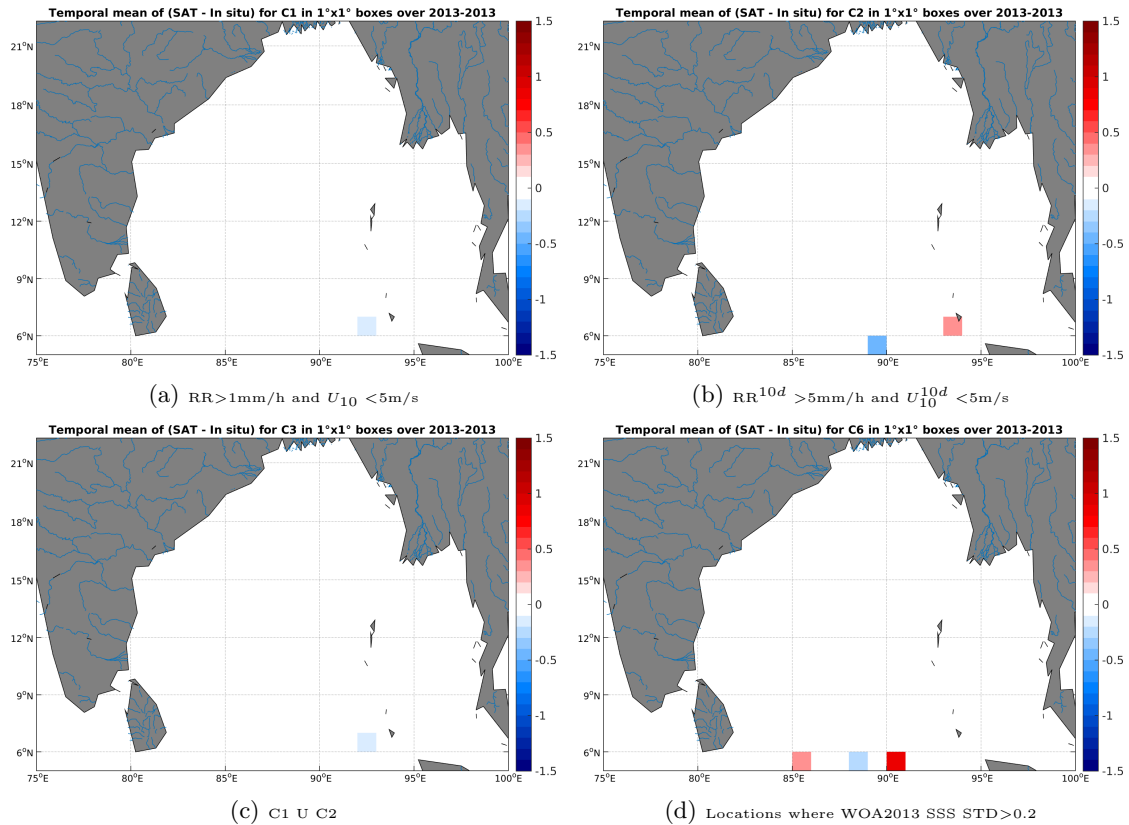 Temporal mean of (SAT - In situ) for C1 in 1°x1° boxes over 2013-2013
21°N
18°N
15°N
12°N
9°N
6°N
75°E 80°E 85°E 90°E 95°E 100°E
1.5
1
0.5
0
-0.5
-1
-1.5
(a) RR>1mm/h and U10 <5m/s
Temporal mean of (SAT - In situ) for C2 in 1°x1° boxes over 2013-2013
21°N
18°N
15°N
12°N
9°N
6°N
75°E 80°E 85°E 90°E 95°E 100°E
1.5
1
0.5
0
-0.5
-1
-1.5
(b) RR^10d >5mm/h and U10^10d <5m/s
Temporal mean of (SAT - In situ) for C3 in 1°x1° boxes over 2013-2013
21°N
18°N
15°N
12°N
9°N
6°N
75°E 80°E 85°E 90°E 95°E 100°E
1.5
1
0.5
0
-0.5
-1
-1.5
(c) C1 U C2
Temporal mean of (SAT - In situ) for C6 in 1°x1° boxes over 2013-2013
21°N
18°N
15°N
12°N
9°N
6°N
75°E 80°E 85°E 90°E 95°E 100°E
1.5
1
0.5
0
-0.5
-1
-1.5
(d) Locations where WOA2013 SSS STD>0.2